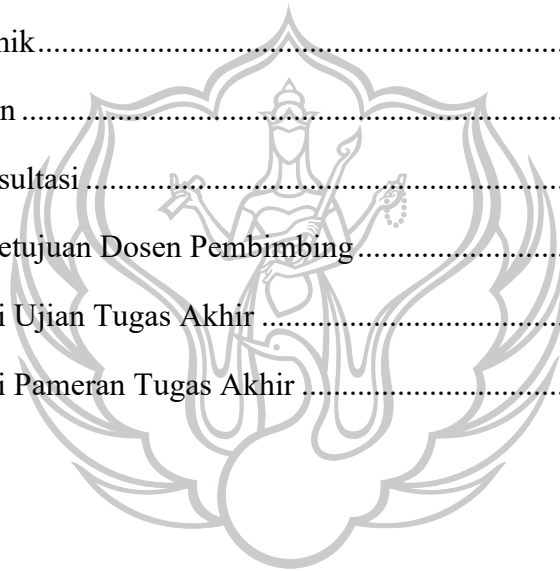 nik..........................................................................
n ............................................................................
sultasi ....................................................................
etujuan Dosen Pembimbing..........................
i Ujian Tugas Akhir ......................................
i Pameran Tugas Akhir .................................